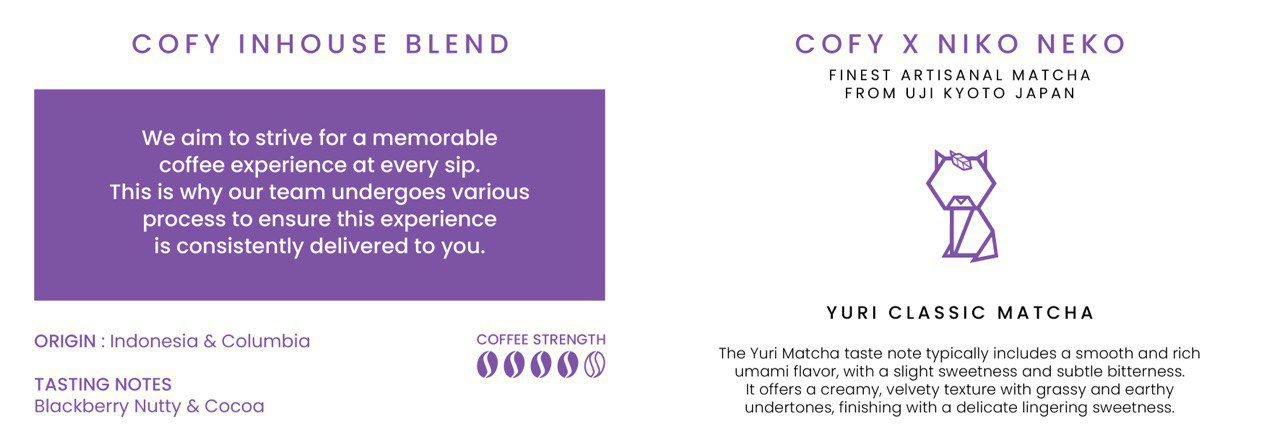 COFY INHOUSE BLEND
We aim to strive for a memorable
coffee experience at every sip.
This is why our team undergoes various
process to ensure this experience
is consistently delivered to you.
ORIGIN : Indonesia & Columbia
TASTING NOTES
Blackberry Nutty & Cocoa
COFFEE STRENGTH
COFY X NIKO NEKO
FINEST ARTISANAL MATCHA
FROM UJI KYOTO JAPAN
YURI CLASSIC MATCHA
The Yuri Matcha taste note typically includes a smooth and rich
umami flavor, with a slight sweetness and subtle bitterness.
It offers a creamy, velvety texture with grassy and earthy
undertones, finishing with a delicate lingering sweetness.